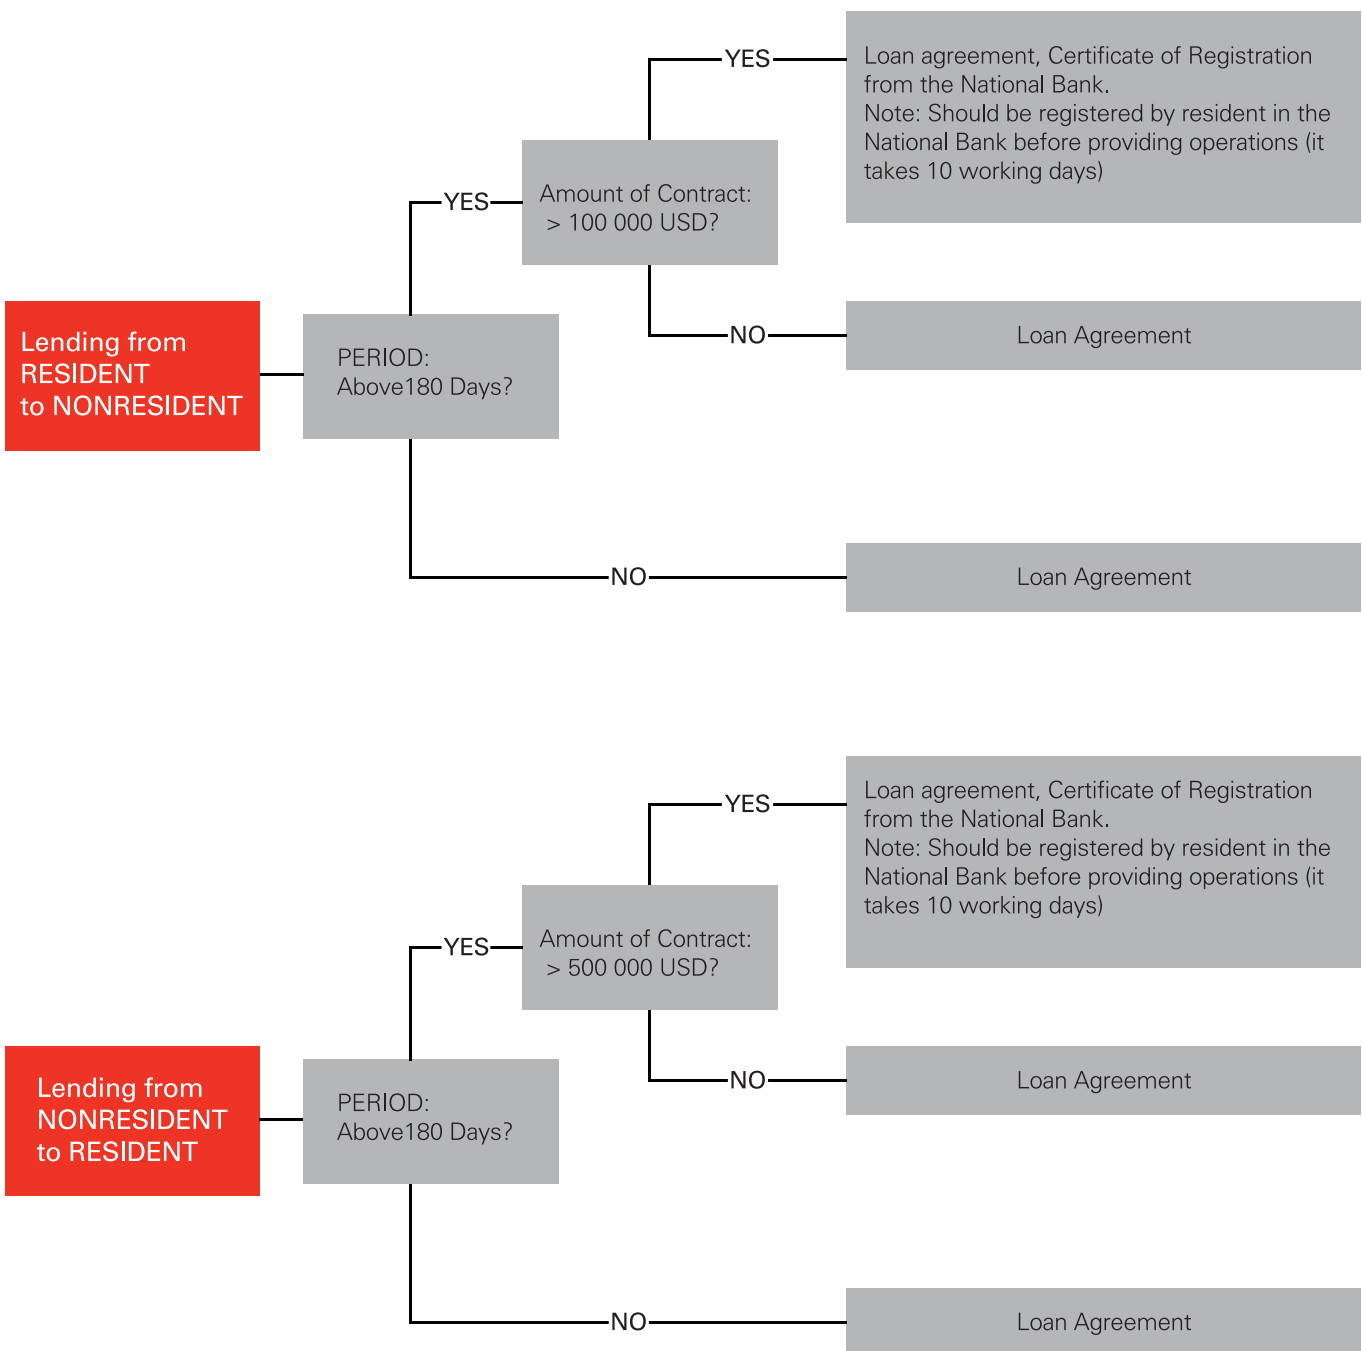 YES
Loan agreement, Certificate of Registration
from the National Bank.
Note: Should be registered by resident in the
National Bank before providing operations (it
takes 10 working days)
YES
Amount of Contract:
> 100 000 USD?
Lending from
RESIDENT
to NONRESIDENT
PERIOD:
Above180 Days?
NO
Loan Agreement
NO
Loan Agreement
YES
Loan agreement, Certificate of Registration
from the National Bank.
Note: Should be registered by resident in the
National Bank before providing operations (it
takes 10 working days)
YES
Amount of Contract:
> 500 000 USD?
Lending from
NONRESIDENT
to RESIDENT
PERIOD:
Above180 Days?
NO
Loan Agreement
NO
Loan Agreement